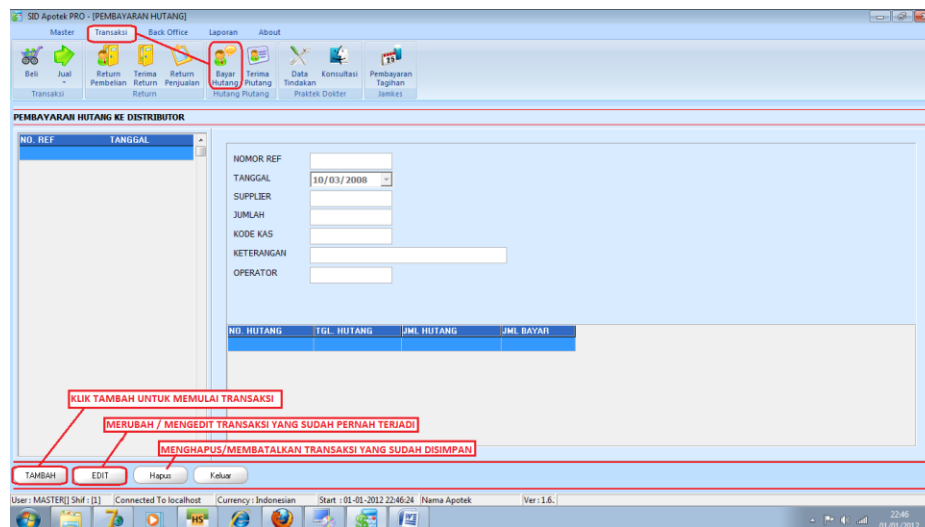 SID Apotek PRO - [PEMBAYARAN HUTANG]
Master Transaksi Back Office Laporan About
Beli Jual Return Pembelian Terima Return Return Penjualan Bayar Hutang Terima Piutang Data Tindakan Konsultasi Pembayaran Tagihan
Transaksi Return Hutang Piutang Praktek Dokter Jamkes
PEMBAYARAN HUTANG KE DISTRIBUTOR
NO. REF TANGGAL
NOMOR REF
TANGGAL 10/03/2008
SUPPLIER
JUMLAH
KODE KAS
KETERANGAN
OPERATOR
NO. HUTANG TGL. HUTANG JML HUTANG JML BAYAR
KLIK TAMBAH UNTUK MEMULAI TRANSAKSI
MERUBAH / MENGEDIT TRANSAKSI YANG SUDAH PERNAH TERJADI
MENGHAPUS/MEMBATALKAN TRANSAKSI YANG SUDAH DISIMPAN
TAMBAH EDIT Hapus Keluar
User : MASTER[] Shif : [1] Connected To localhost Currency : Indonesian Start : 01-01-2012 22:46:24 Nama Apotek Ver : 1.6.
HS
22:46
01/01/2012